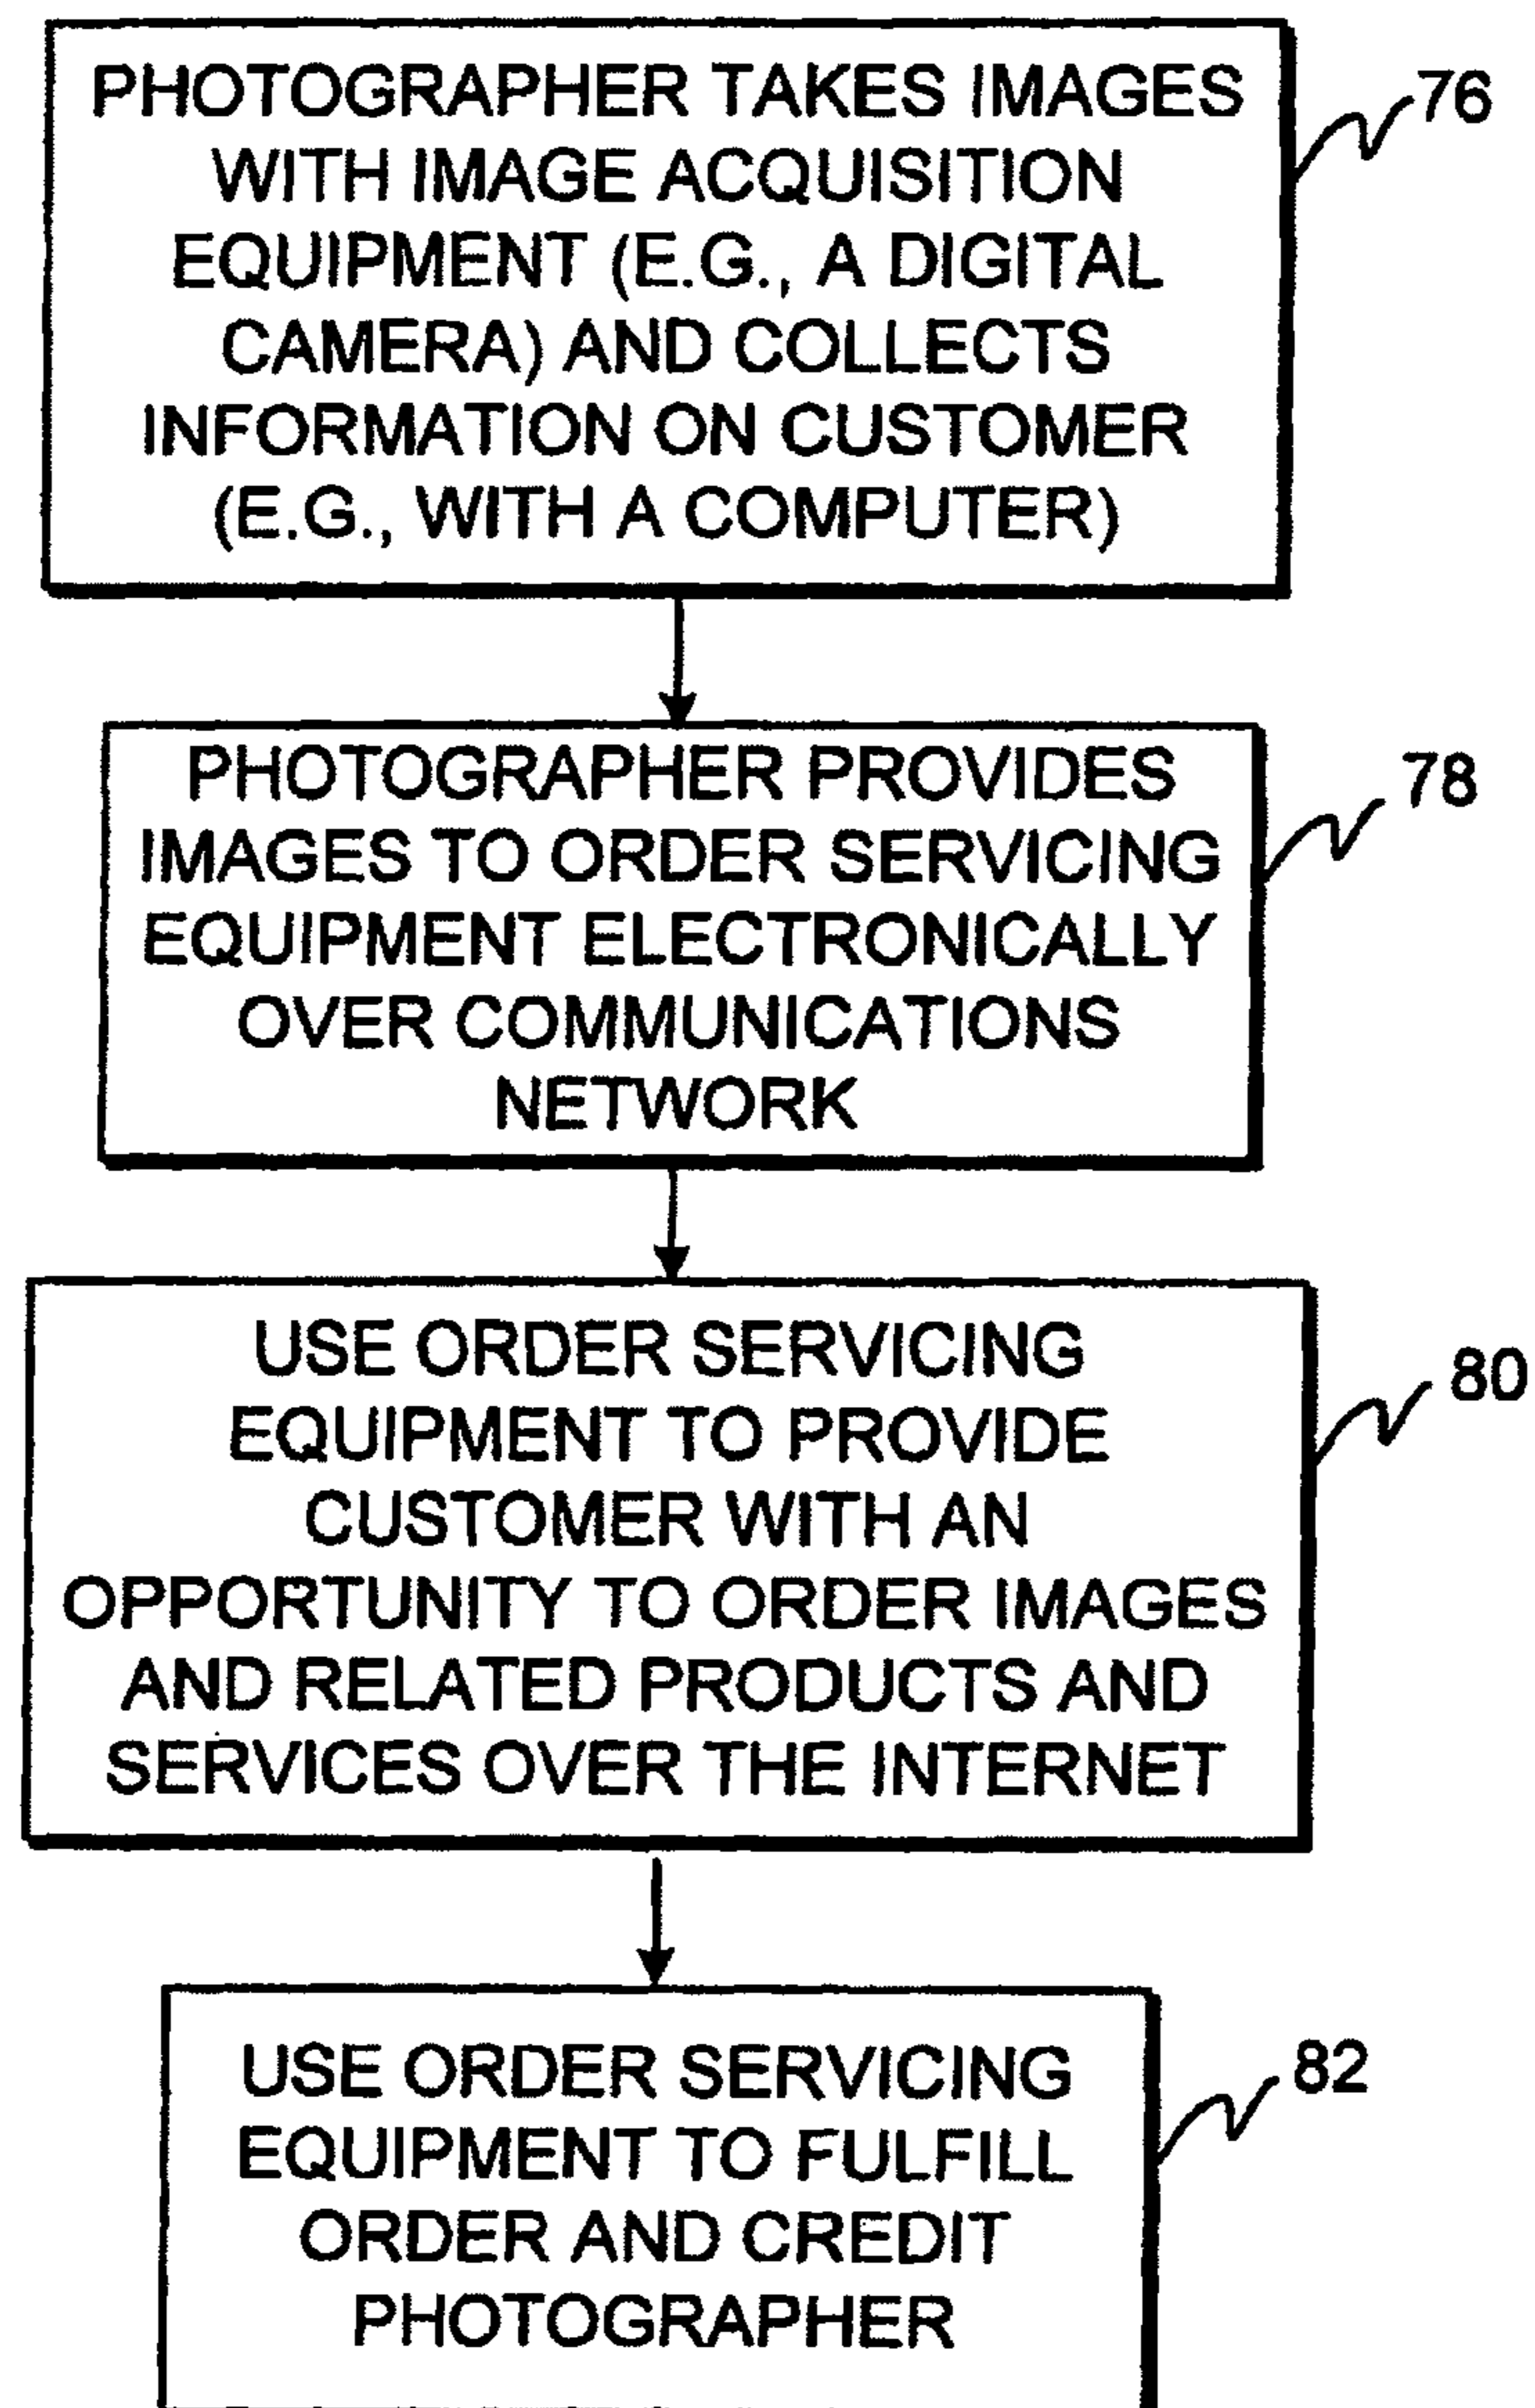 PHOTOGRAPHER TAKES IMAGES
WITH IMAGE ACQUISITION
EQUIPMENT (E.G., A DIGITAL
CAMERA) AND COLLECTS
INFORMATION ON CUSTOMER
(E.G., WITH A COMPUTER)
76
PHOTOGRAPHER PROVIDES
IMAGES TO ORDER SERVICING
EQUIPMENT ELECTRONICALLY
OVER COMMUNICATIONS
NETWORK
78
USE ORDER SERVICING
EQUIPMENT TO PROVIDE
CUSTOMER WITH AN
OPPORTUNITY TO ORDER IMAGES
AND RELATED PRODUCTS AND
SERVICES OVER THE INTERNET
80
USE ORDER SERVICING
EQUIPMENT TO FULFILL
ORDER AND CREDIT
PHOTOGRAPHER
82